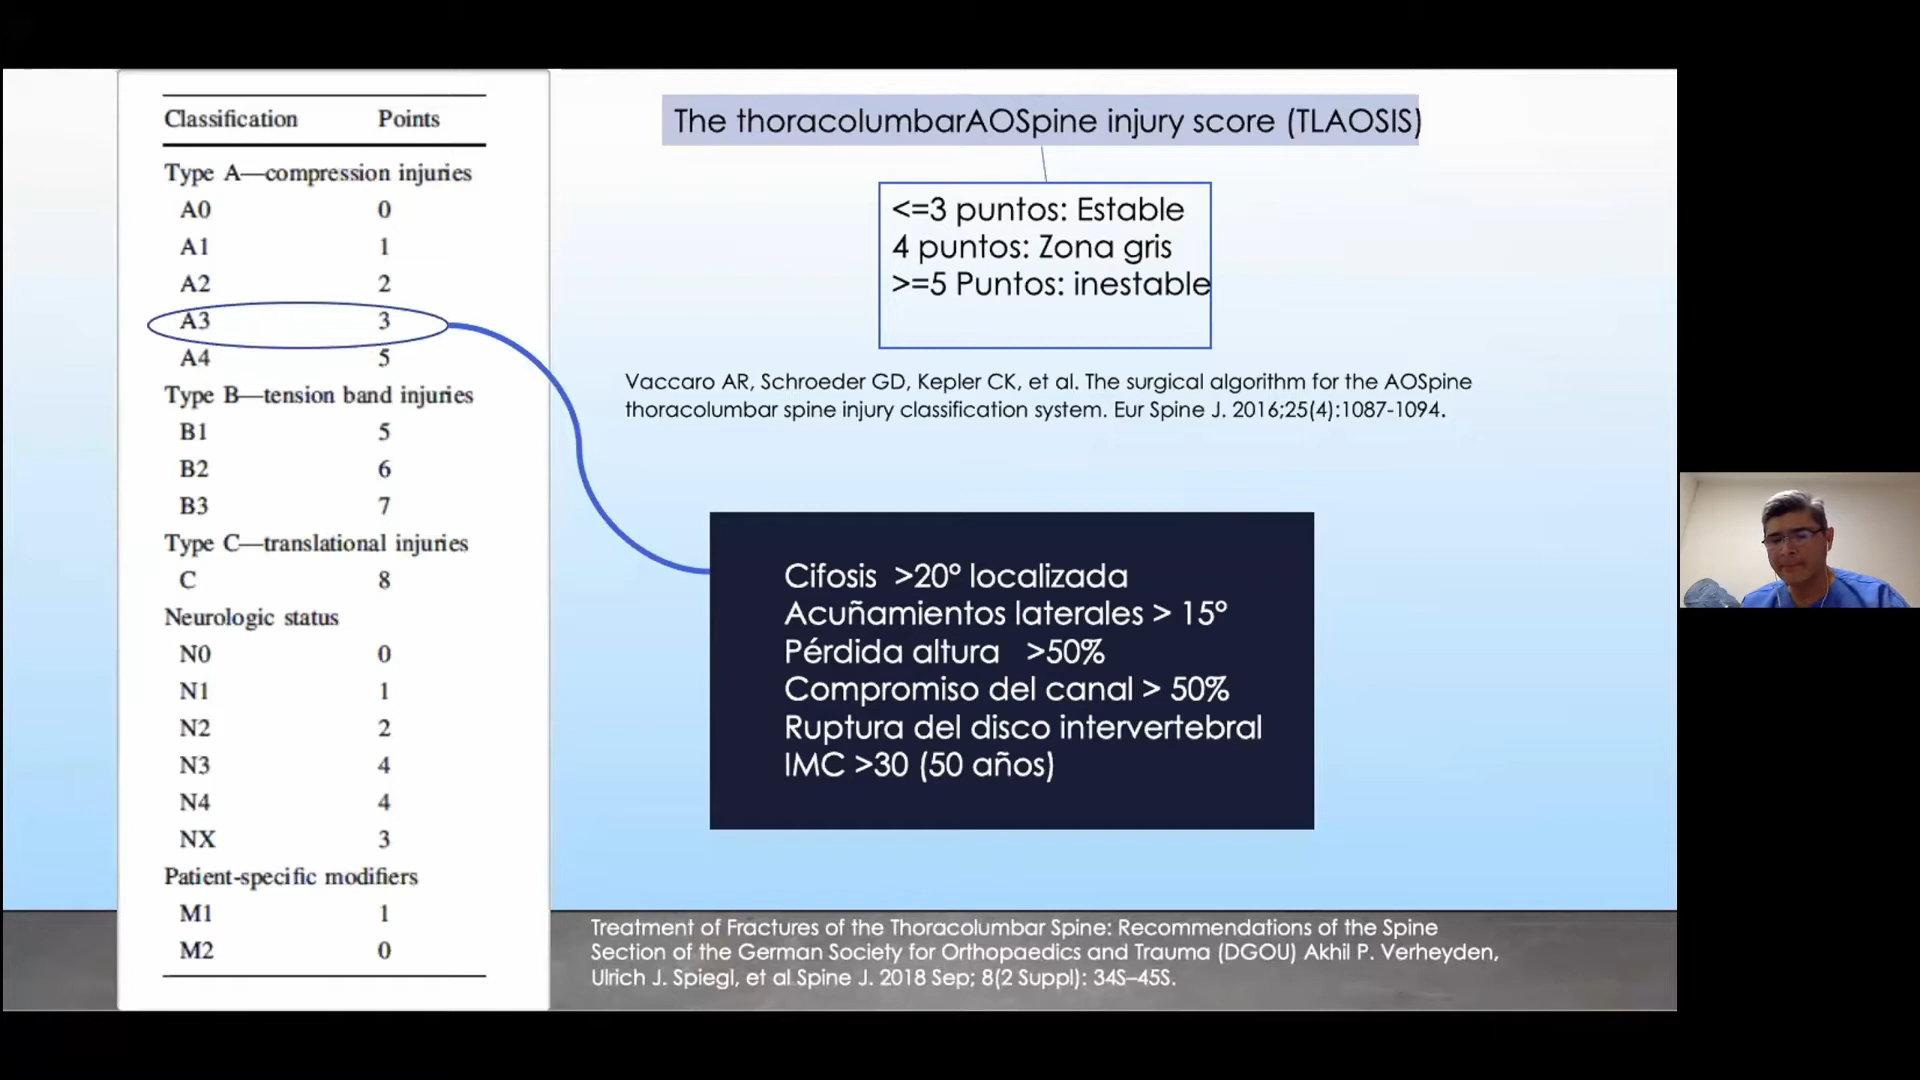 Classification Points
Type A—compression injuries
A0 0
A1 1
A2 2
A3 3
A4 5
Type B—tension band injuries
B1 5
B2 6
B3 7
Type C—translational injuries
C 8
Neurologic status
N0 0
N1 1
N2 2
N3 4
N4 4
NX 3
Patient-specific modifiers
M1 1
M2 0
The thoracolumbarAOSpine injury score (TLAOSIS)
<=3 puntos: Estable
4 puntos: Zona gris
>=5 Puntos: inestable
Vaccaro AR, Schroeder GD, Kepler CK, et al. The surgical algorithm for the AOSpine
thoracolumbar spine injury classification system. Eur Spine J. 2016;25(4):1087-1094.
Cifosis >20º localizada
Acuñamientos laterales > 15º
Pérdida altura >50%
Compromiso del canal > 50%
Ruptura del disco intervertebral
IMC >30 (50 años)
Treatment of Fractures of the Thoracolumbar Spine: Recommendations of the Spine
Section of the German Society for Orthopaedics and Trauma (DGOU) Akhil P. Verheyden,
Ulrich J. Spiegl, et al Spine J. 2018 Sep; 8(2 Suppl): 34S–45S.